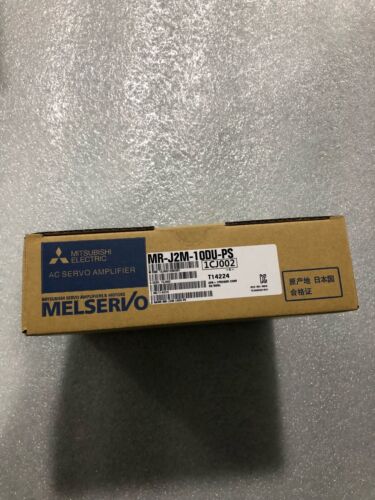 MITSUBISHI
ELECTRIC
AC SERVO AMPLIFIER
MR-J2M-10DU-PS
1CJ002
T14224
MITSUBISHI SERVO AMPLIFIERS & MOTORS
MELSERVO
原产地 日本国
合格证